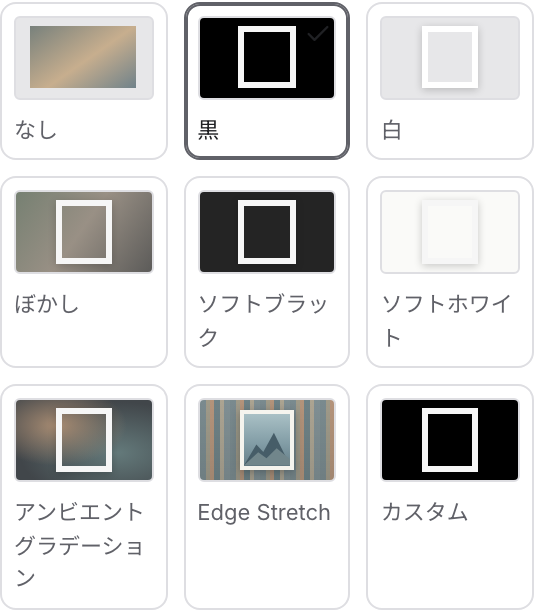 なし
黒
白
ぼかし
ソフトブラッ
ク
ソフトホワイ
ト
アンビエント
グラデーショ
ン
Edge Stretch
カスタム